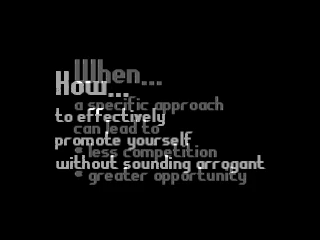 When...
How...
a specific approach
to effectively
can lead to
promote yourself
* less competition
without sounding arrogant
* greater opportunity